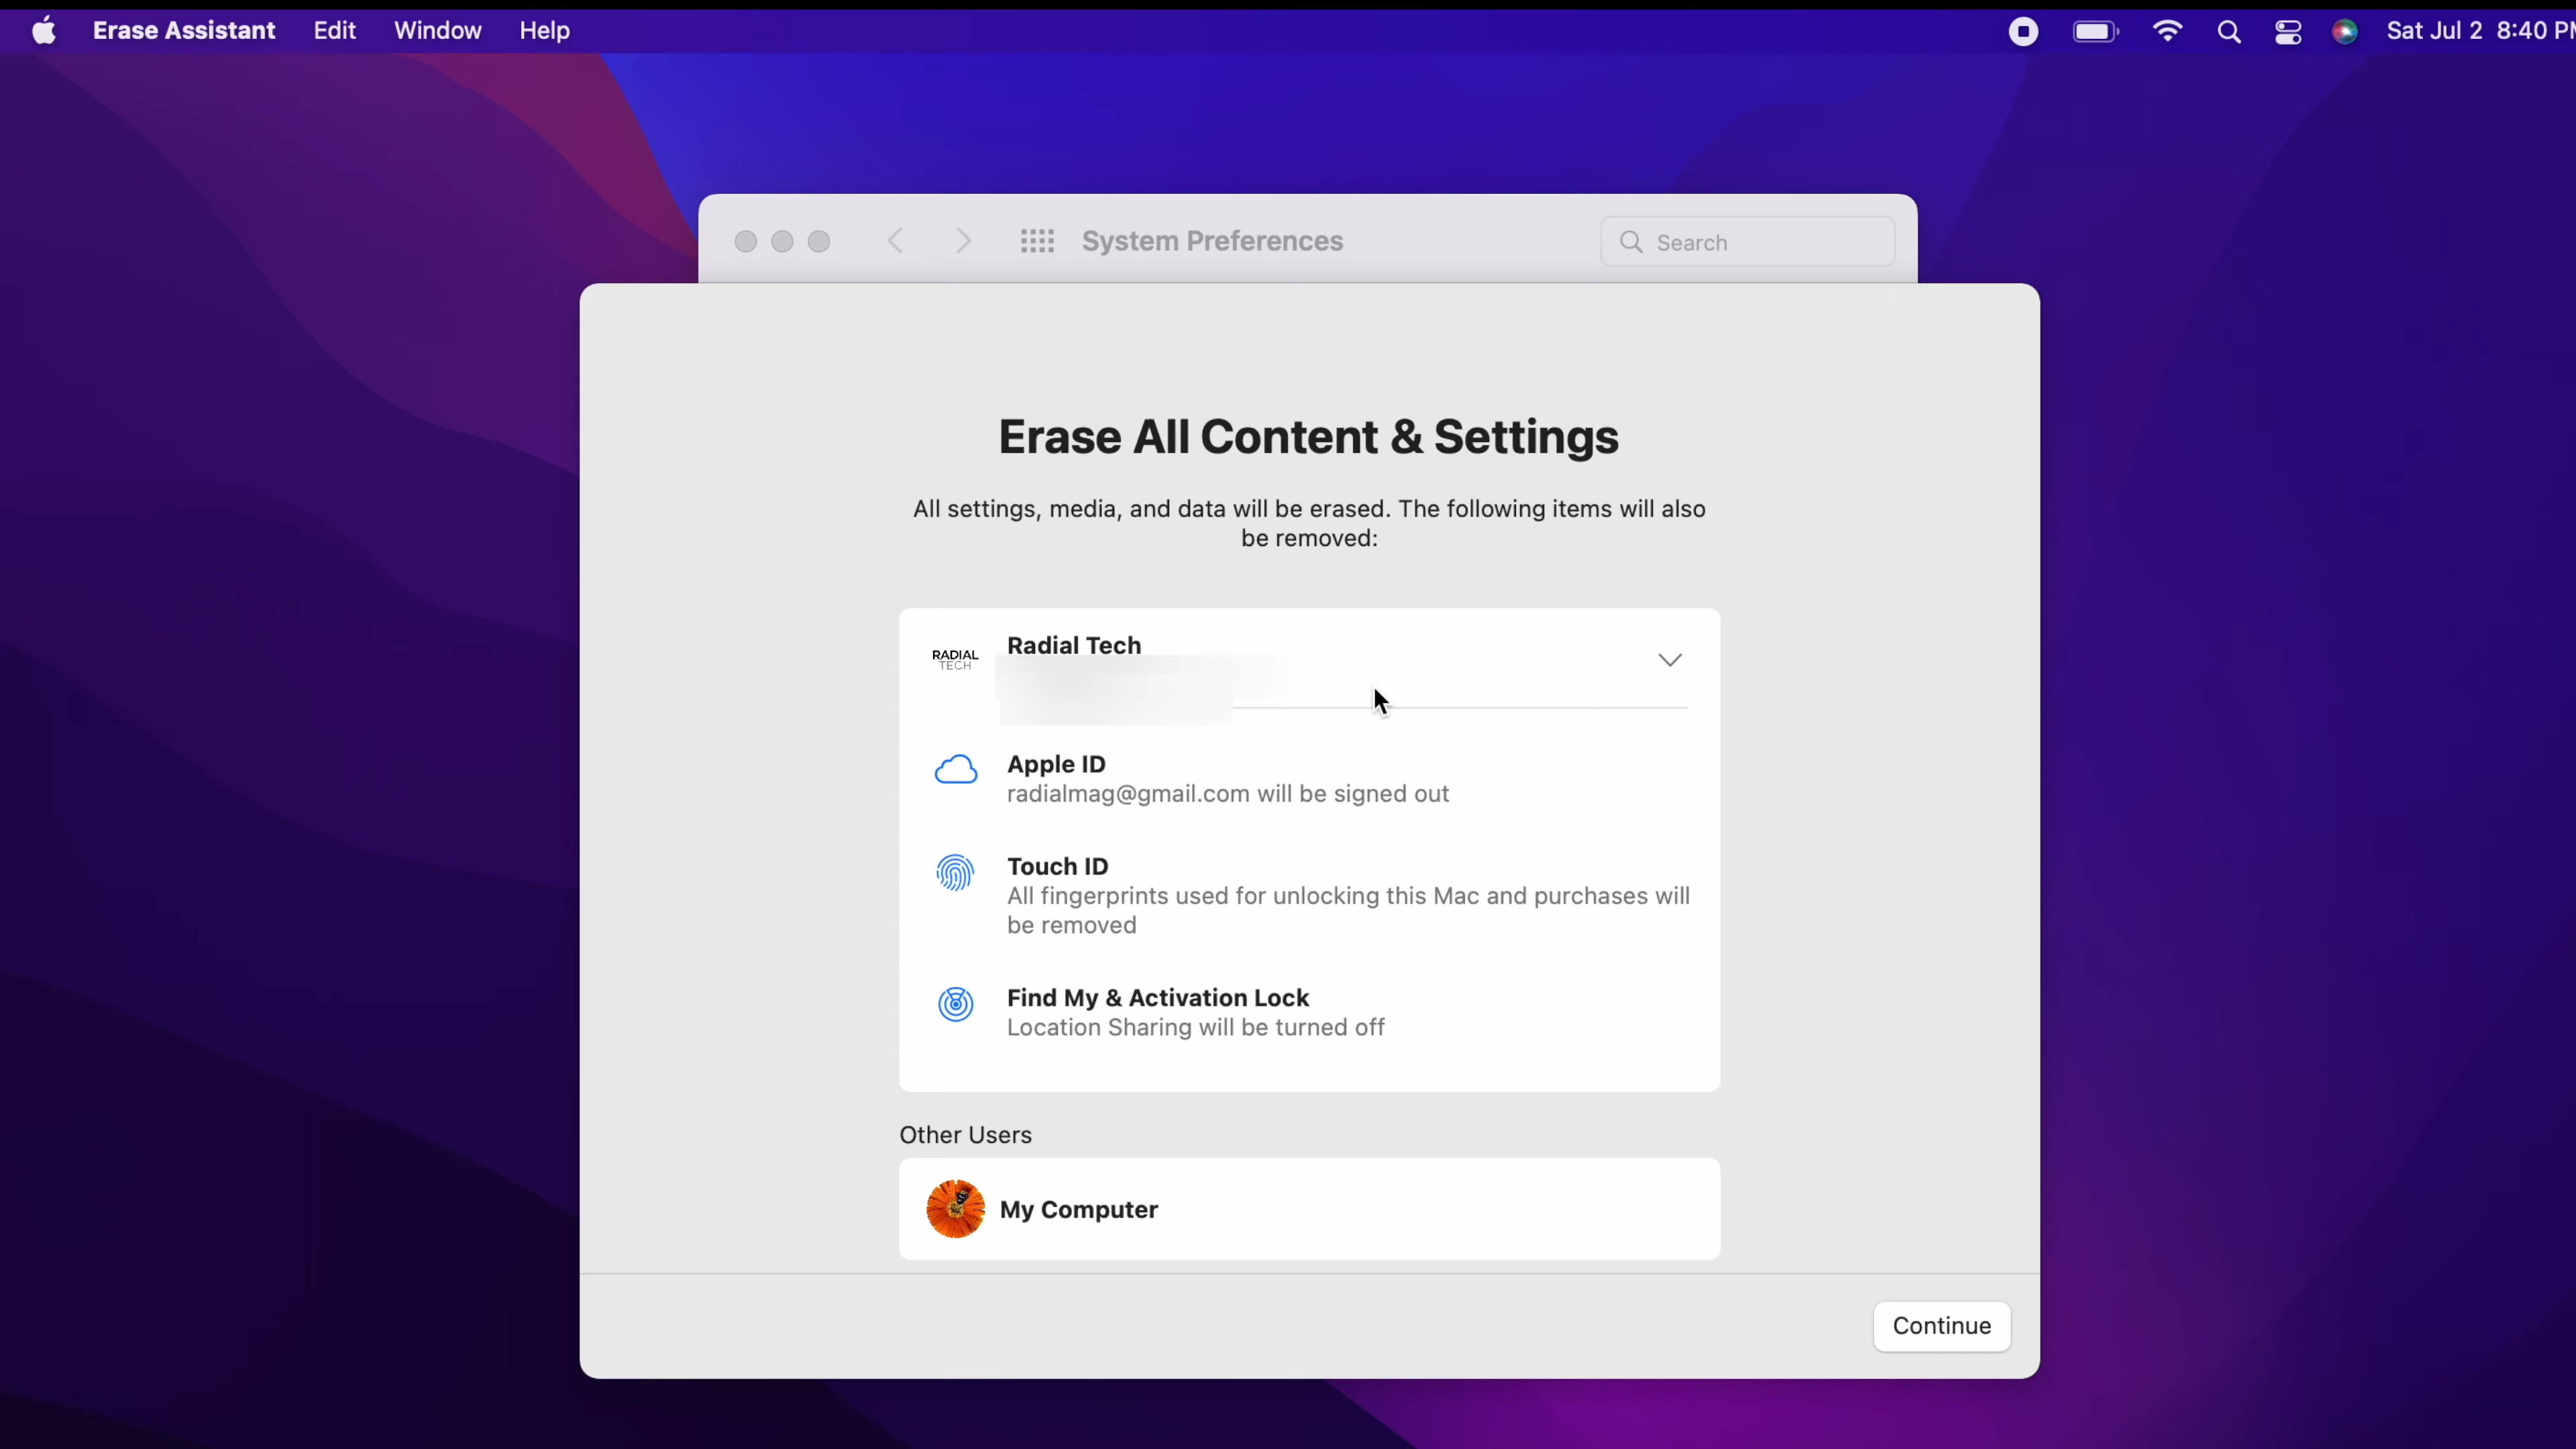 Erase Assistant Edit Window Help Sat Jul 2 8:40 PM
System Preferences Search
Erase All Content & Settings
All settings, media, and data will be erased. The following items will also
be removed:
RADIAL
TECH
Radial Tech
Apple ID
radialmag@gmail.com will be signed out
Touch ID
All fingerprints used for unlocking this Mac and purchases will
be removed
Find My & Activation Lock
Location Sharing will be turned off
Other Users
My Computer
Continue